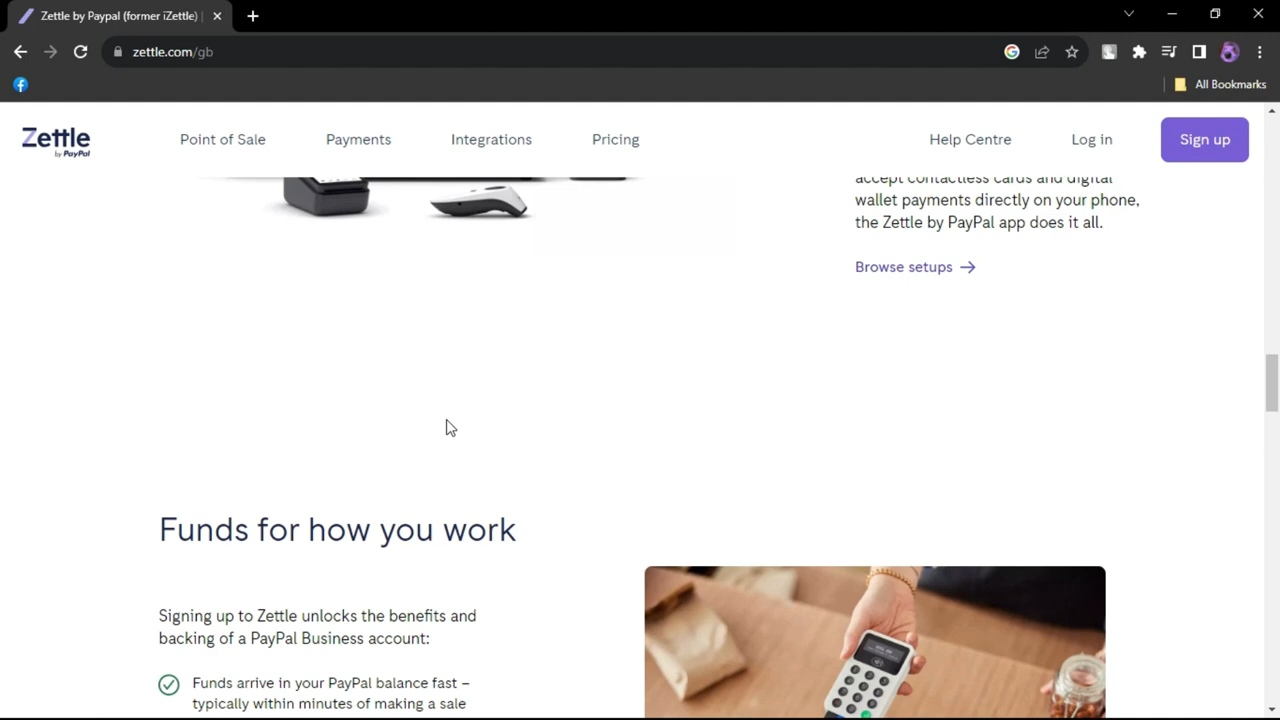 Zettle by Paypal (former iZettle) |
zettle.com/gb
All Bookmarks
Zettle
by PayPal
Point of Sale
Payments
Integrations
Pricing
Help Centre
Log in
Sign up
accept contactless cards and digital
wallet payments directly on your phone,
the Zettle by PayPal app does it all.
Browse setups →
Funds for how you work
Signing up to Zettle unlocks the benefits and
backing of a PayPal Business account:
Funds arrive in your PayPal balance fast –
typically within minutes of making a sale